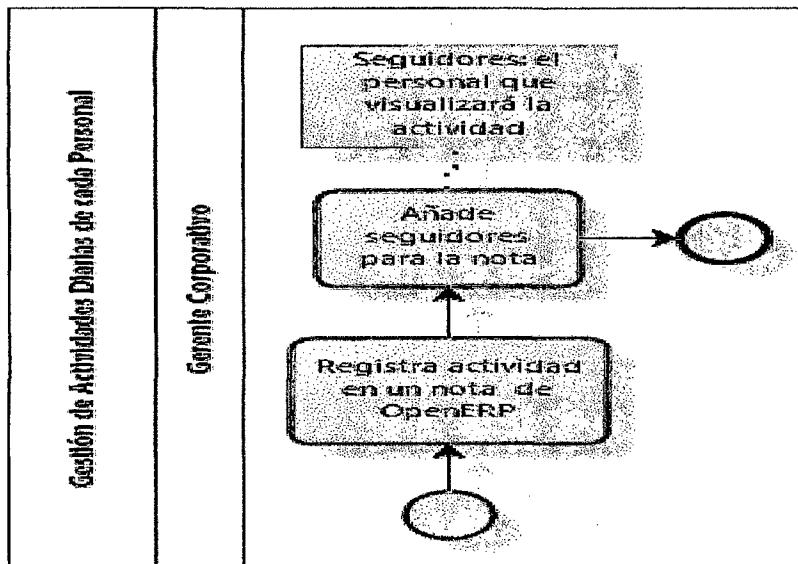 Gestión de Actividades Diarias de cada Personal
Gerente Corporativo
Seguidores: el
personal que
visualizará la
actividad
Añade
seguidores
para la nota
Registra actividad
en un nota de
OpenERP